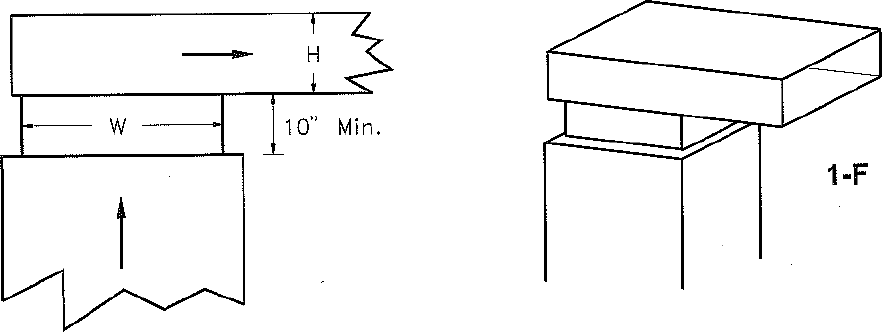 H
W
10" Min.
1-F